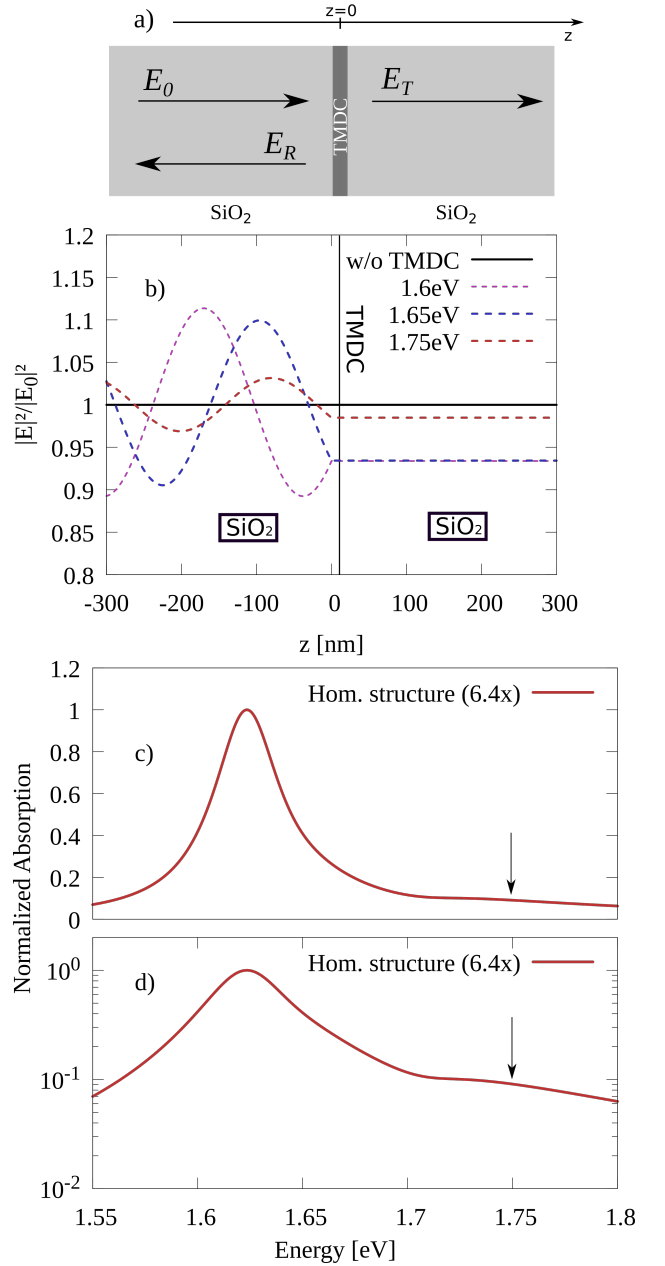 a)
z=0
z
E₀
E_T
E_R
TMDC
SiO₂ SiO₂
b)
w/o TMDC
1.6eV
1.65eV
1.75eV
TMDC
|E|²/|E₀|²
1.2
1.15
1.1
1.05
1
0.95
0.9
0.85
0.8
SiO₂ SiO₂
-300 -200 -100 0 100 200 300
z [nm]
c)
Hom. structure (6.4x)
1.2
1
0.8
0.6
0.4
0.2
0
Normalized Absorption
d)
Hom. structure (6.4x)
10⁰
10⁻¹
10⁻²
1.55 1.6 1.65 1.7 1.75 1.8
Energy [eV]